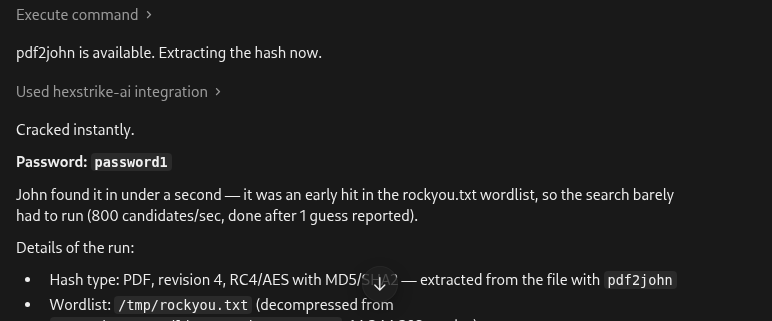 Execute command >
pdf2john is available. Extracting the hash now.
Used hexstrike-ai integration >
Cracked instantly.
Password: password1
John found it in under a second — it was an early hit in the rockyou.txt wordlist, so the search barely
had to run (800 candidates/sec, done after 1 guess reported).
Details of the run:
• Hash type: PDF, revision 4, RC4/AES with MD5/SHA2 — extracted from the file with pdf2john
• Wordlist: /tmp/rockyou.txt (decompressed from